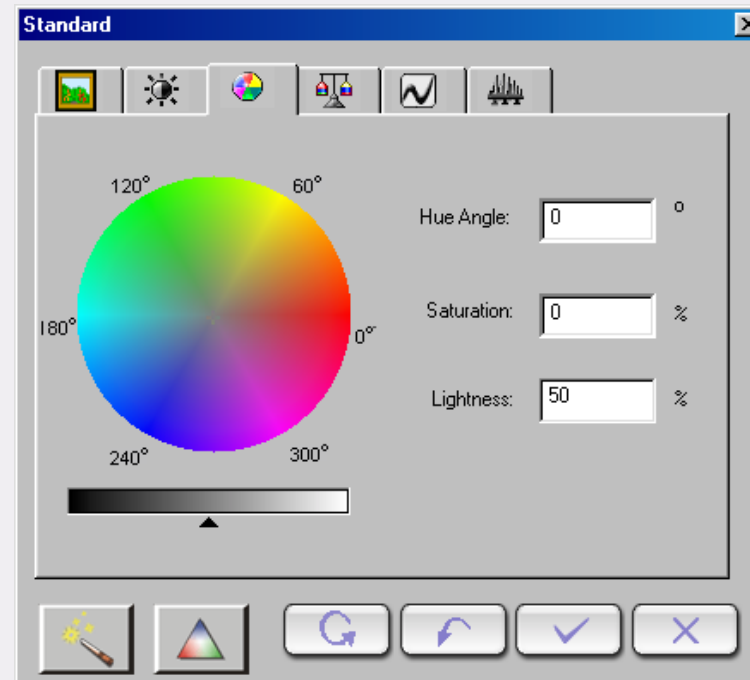 Standard
120° 60°
Hue Angle: 0 °
Saturation: 0 %
180° 0°
Lightness: 50 %
240° 300°